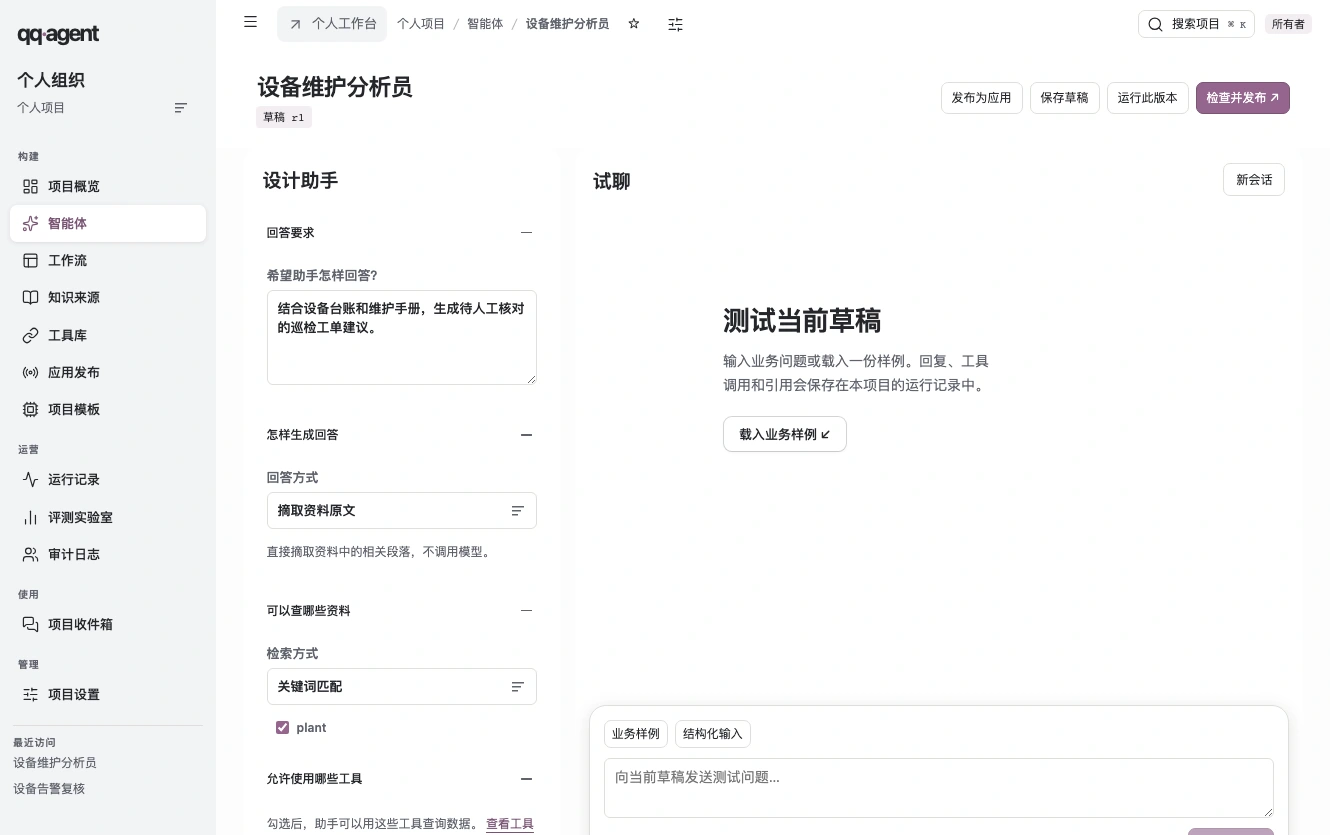 qq·agent
个人组织
个人项目
构建
项目概览
智能体
工作流
知识来源
工具库
应用发布
项目模板
运营
运行记录
评测实验室
审计日志
使用
项目收件箱
管理
项目设置
最近访问
设备维护分析员
设备告警复核
个人工作台 个人项目 / 智能体 / 设备维护分析员
搜索项目 ⌘ K 所有者
设备维护分析员
草稿 r1
发布为应用 保存草稿 运行此版本 检查并发布 ↗
设计助手
回答要求
希望助手怎样回答?
结合设备台账和维护手册，生成待人工核对
的巡检工单建议。
怎样生成回答
回答方式
摘取资料原文
直接摘取资料中的相关段落，不调用模型。
可以查哪些资料
检索方式
关键词匹配
plant
允许使用哪些工具
勾选后，助手可以用这些工具查询数据。 查看工具
试聊
新会话
测试当前草稿
输入业务问题或载入一份样例。回复、工具
调用和引用会保存在本项目的运行记录中。
载入业务样例 ↙
业务样例 结构化输入
向当前草稿发送测试问题...